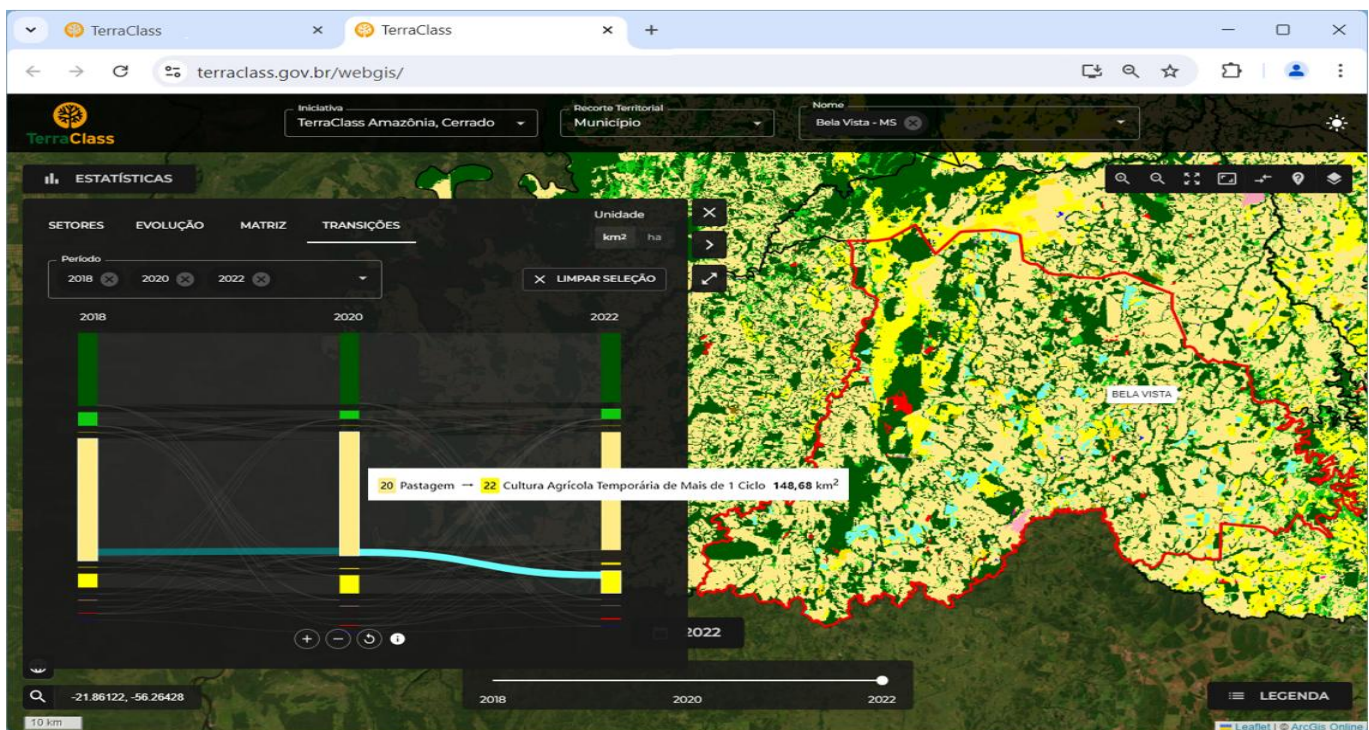 TerraClass
TerraClass
terraclass.gov.br/webgis/
TerraClass
Iniciativa
TerraClass Amazônia, Cerrado
Recorte Territorial
Município
Nome
Bela Vista - MS
ESTATÍSTICAS
SETORES EVOLUÇÃO MATRIZ TRANSIÇÕES
Unidade
km2 ha
Período
2018 2020 2022
LIMPAR SELEÇÃO
2018 2020 2022
BELA VISTA
20 Pastagem → 22 Cultura Agrícola Temporária de Mais de 1 Ciclo 148,68 km²
2022
-21.86122, -56.26428
2018 2020 2022
LEGENDA
10 km
Leaflet | © ArcGis Online